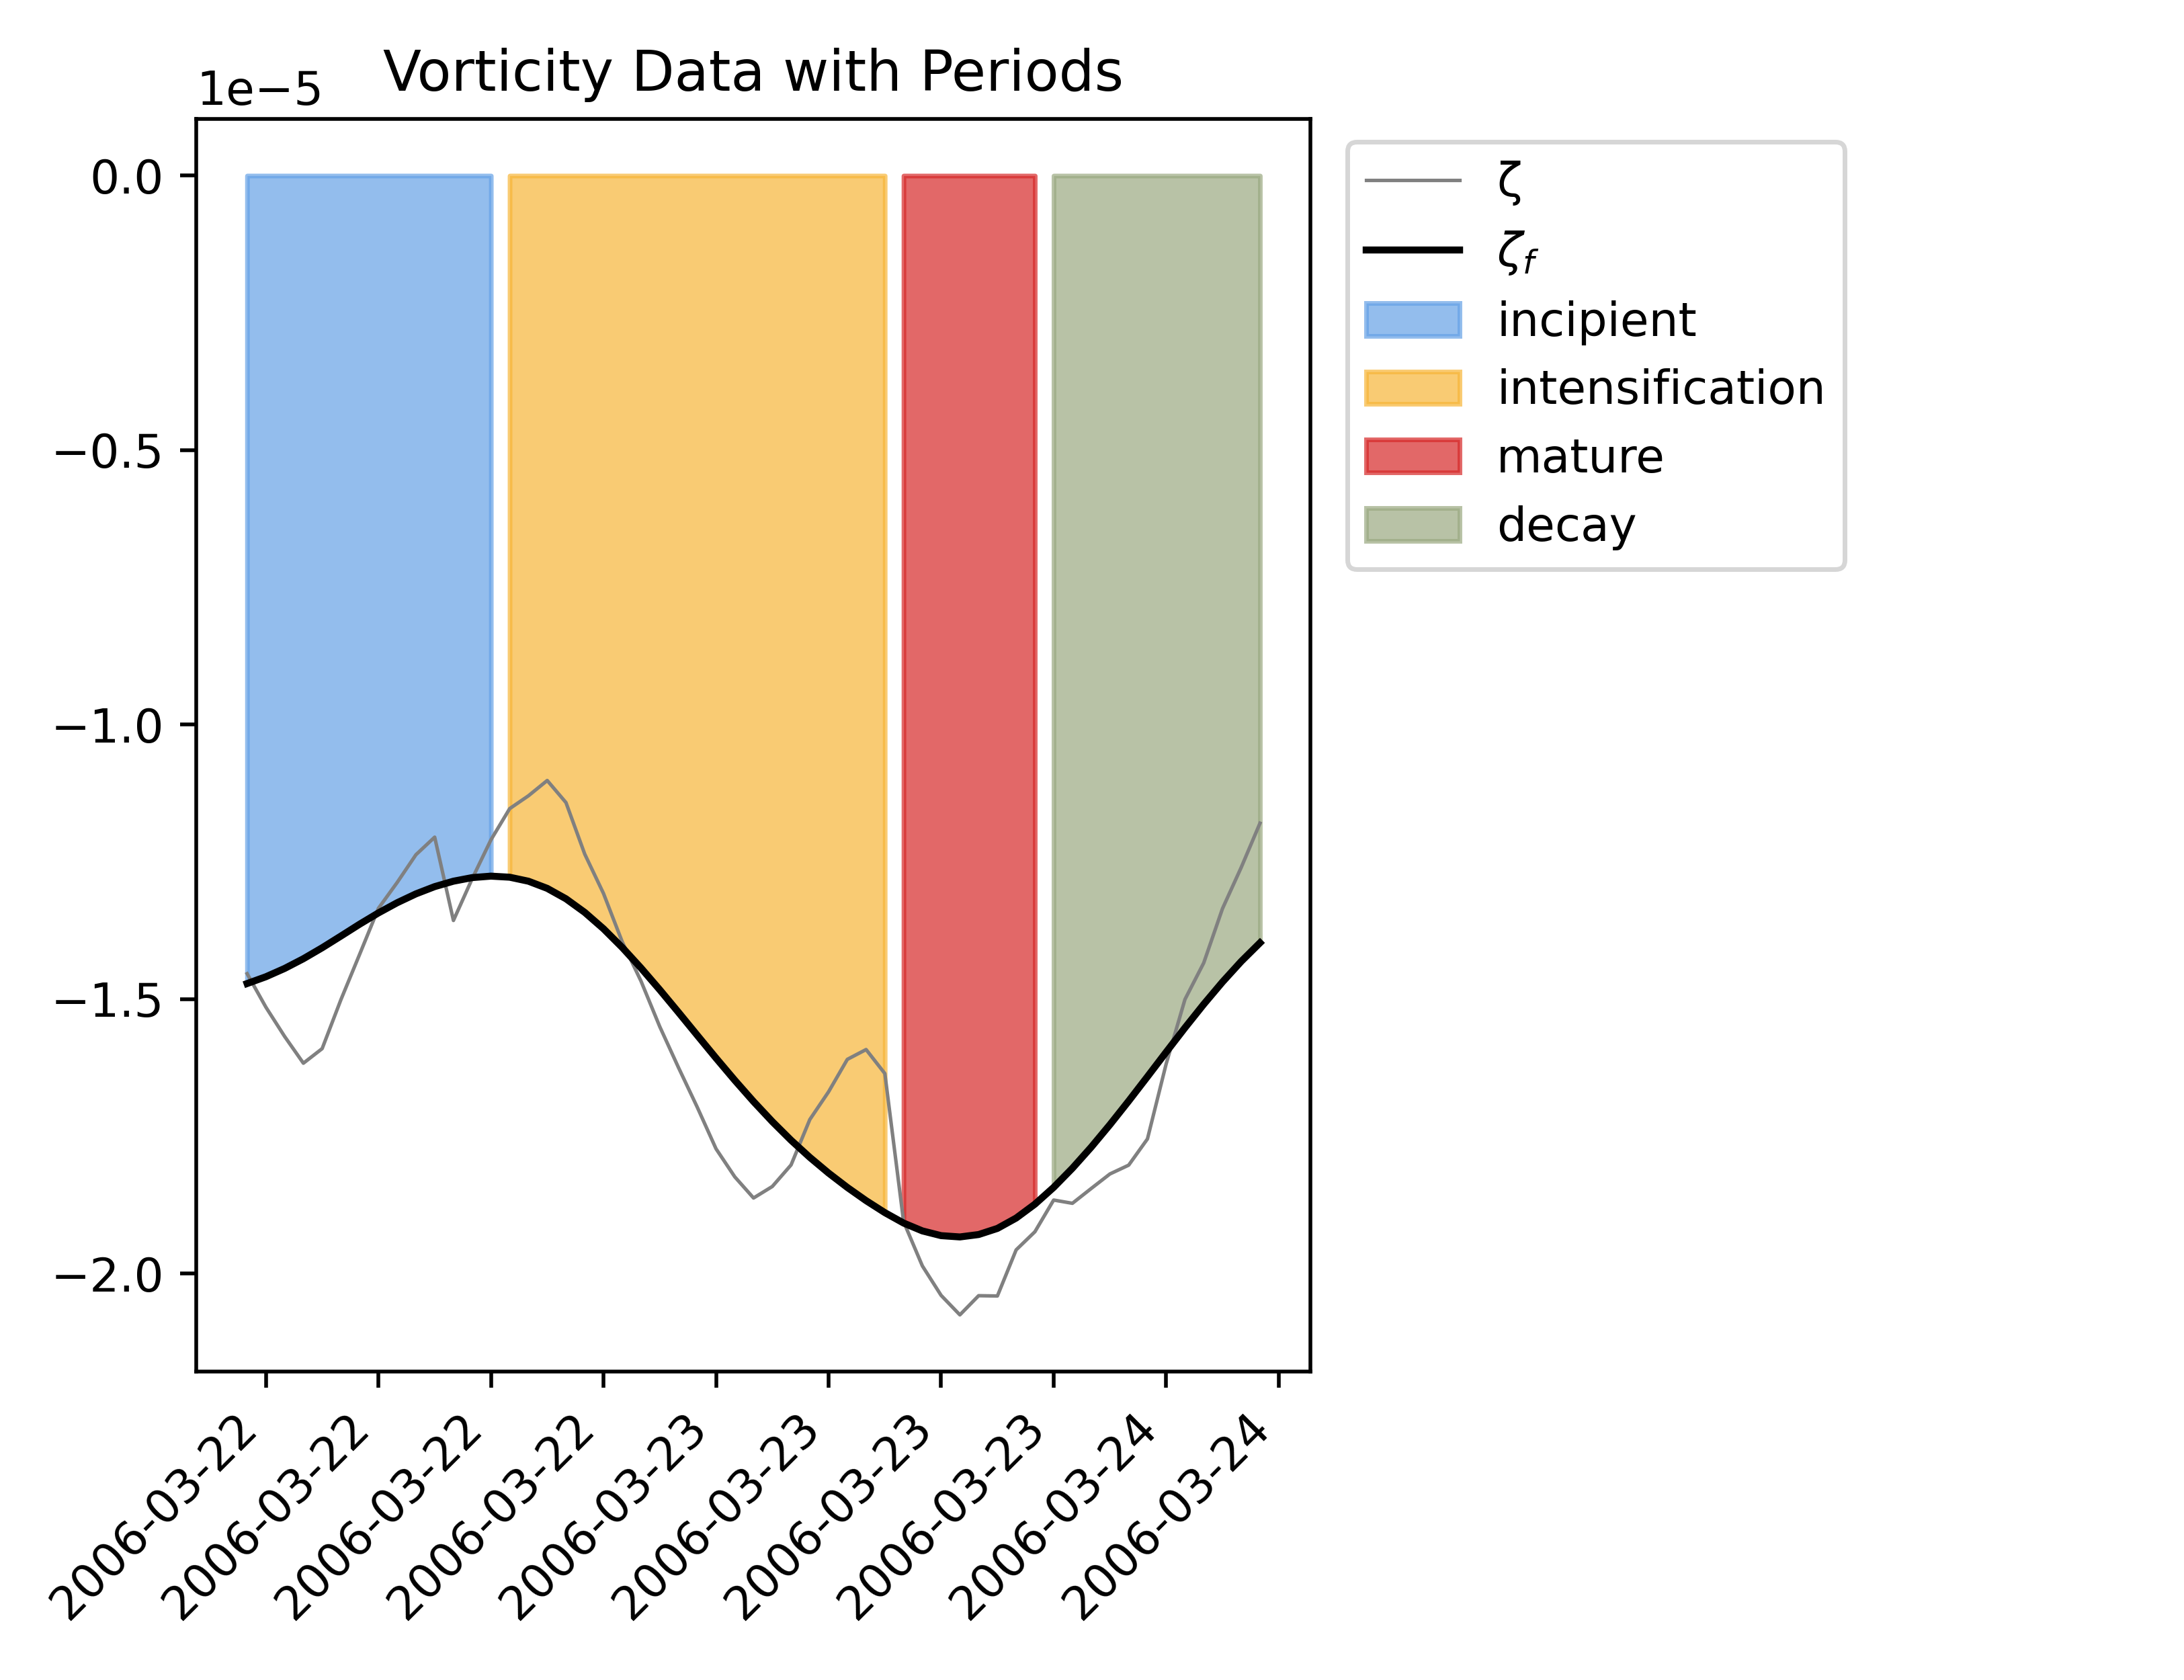 Vorticity Data with Periods
1e−5
0.0
−0.5
−1.0
−1.5
−2.0
2006-03-22
2006-03-22
2006-03-22
2006-03-22
2006-03-23
2006-03-23
2006-03-23
2006-03-23
2006-03-24
2006-03-24
ζ
ζf
incipient
intensification
mature
decay